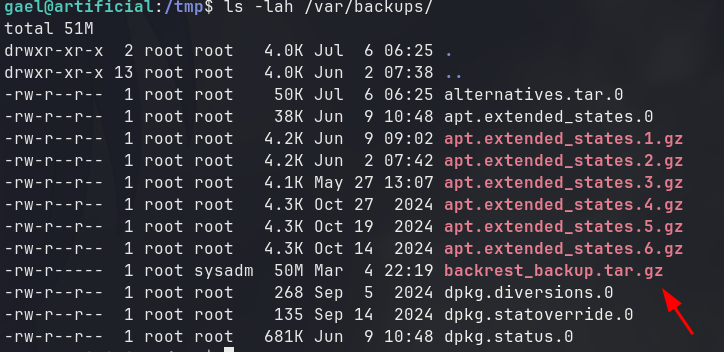 gael@artificial:/tmp$ ls -lah /var/backups/
total 51M
drwxr-xr-x  2 root root   4.0K Jul  6 06:25 .
drwxr-xr-x 13 root root   4.0K Jun  2 07:38 ..
-rw-r--r--  1 root root    50K Jul  6 06:25 alternatives.tar.0
-rw-r--r--  1 root root    38K Jun  9 10:48 apt.extended_states.0
-rw-r--r--  1 root root   4.2K Jun  9 09:02 apt.extended_states.1.gz
-rw-r--r--  1 root root   4.2K Jun  2 07:42 apt.extended_states.2.gz
-rw-r--r--  1 root root   4.1K May 27 13:07 apt.extended_states.3.gz
-rw-r--r--  1 root root   4.3K Oct 27  2024 apt.extended_states.4.gz
-rw-r--r--  1 root root   4.3K Oct 19  2024 apt.extended_states.5.gz
-rw-r--r--  1 root root   4.3K Oct 14  2024 apt.extended_states.6.gz
-rw-r-----  1 root sysadm  50M Mar  4 22:19 backrest_backup.tar.gz
-rw-r--r--  1 root root    268 Sep  5  2024 dpkg.diversions.0
-rw-r--r--  1 root root    135 Sep 14  2024 dpkg.statoverride.0
-rw-r--r--  1 root root   681K Jun  9 10:48 dpkg.status.0